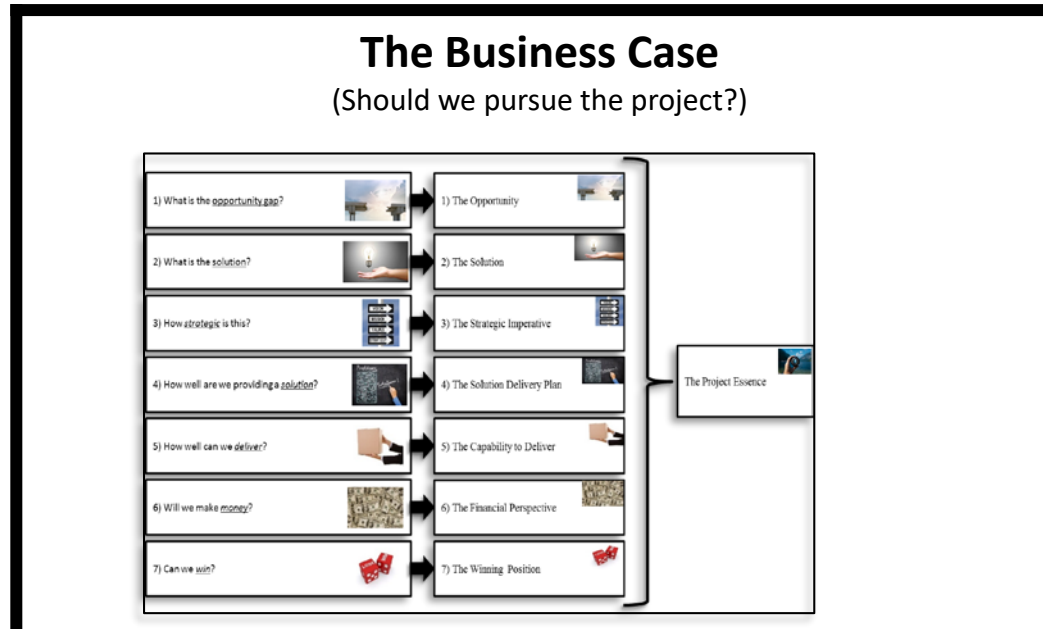 The Business Case
(Should we pursue the project?)
1) What is the opportunity gap?
1) The Opportunity
2) What is the solution?
2) The Solution
3) How strategic is this?
3) The Strategic Imperative
4) How well are we providing a solution?
4) The Solution Delivery Plan
The Project Essence
5) How well can we deliver?
5) The Capability to Deliver
6) Will we make money?
6) The Financial Perspective
7) Can we win?
7) The Winning Position